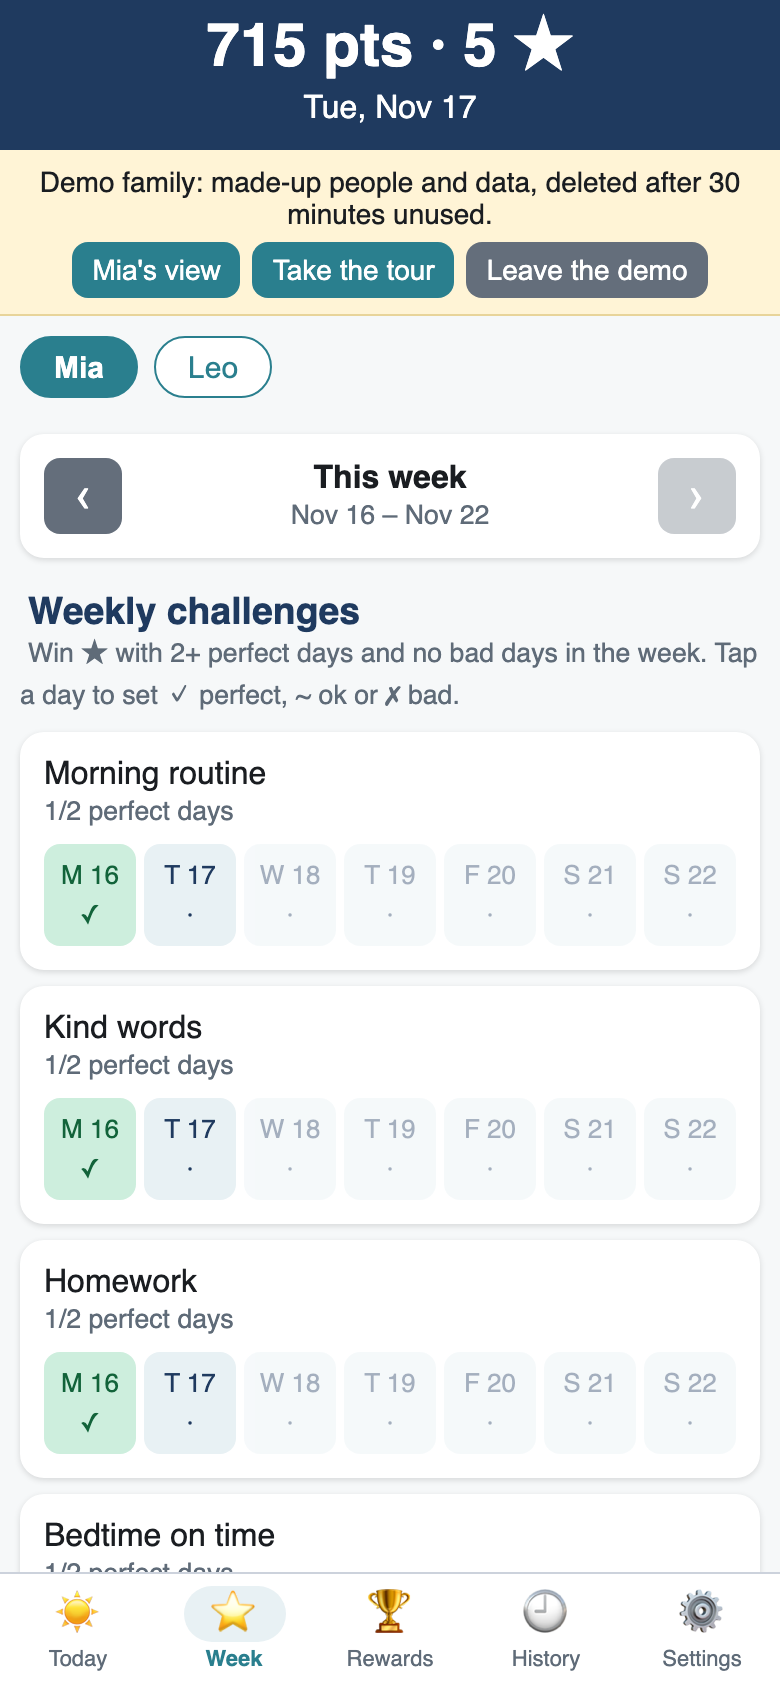 715 pts · 5 ★
Tue, Nov 17
Demo family: made-up people and data, deleted after 30
minutes unused.
Mia's view
Take the tour
Leave the demo
Mia
Leo
‹
This week
›
Nov 16 – Nov 22
Weekly challenges
Win ★ with 2+ perfect days and no bad days in the week. Tap
a day to set ✓ perfect, ~ ok or ✗ bad.
Morning routine
1/2 perfect days
M 16 T 17 W 18 T 19 F 20 S 21 S 22
✓ · · · · · ·
Kind words
1/2 perfect days
M 16 T 17 W 18 T 19 F 20 S 21 S 22
✓ · · · · · ·
Homework
1/2 perfect days
M 16 T 17 W 18 T 19 F 20 S 21 S 22
✓ · · · · · ·
Bedtime on time
1/2 perfect days
Today
Week
Rewards
History
Settings